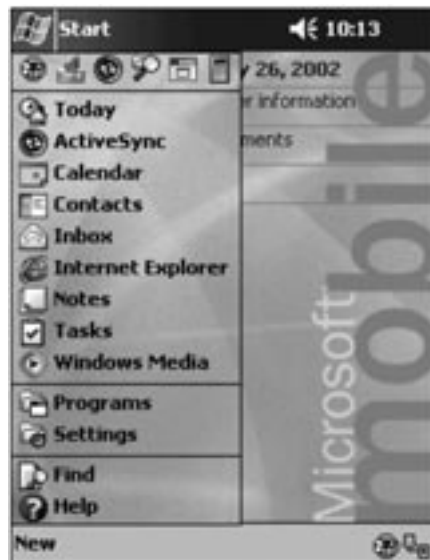 Start 10:13
y 26, 2002
Today
r information
ActiveSync
ments
Calendar
Contacts
Inbox
Internet Explorer
Notes
Tasks
Windows Media
Programs
Settings
Find
Help
New
Microsoft
mobile